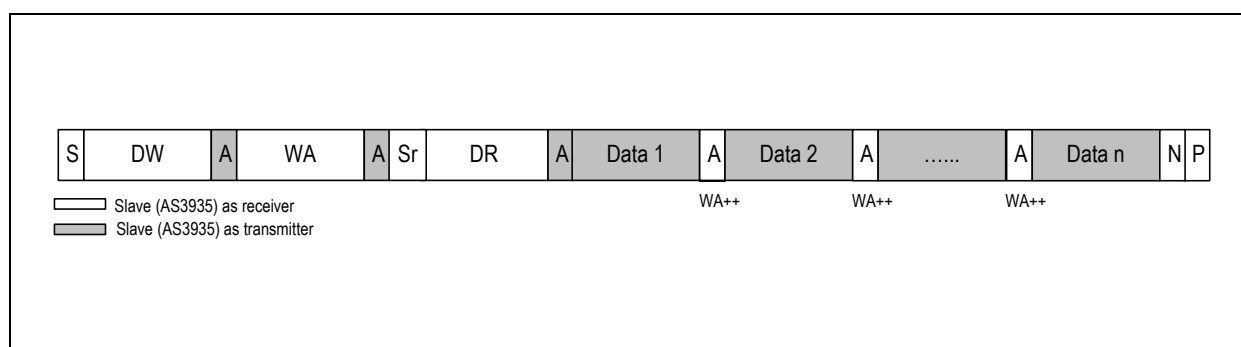 S DW A WA A Sr DR A Data 1 A Data 2 A …... A Data n N P
WA++ WA++ WA++
Slave (AS3935) as receiver
Slave (AS3935) as transmitter